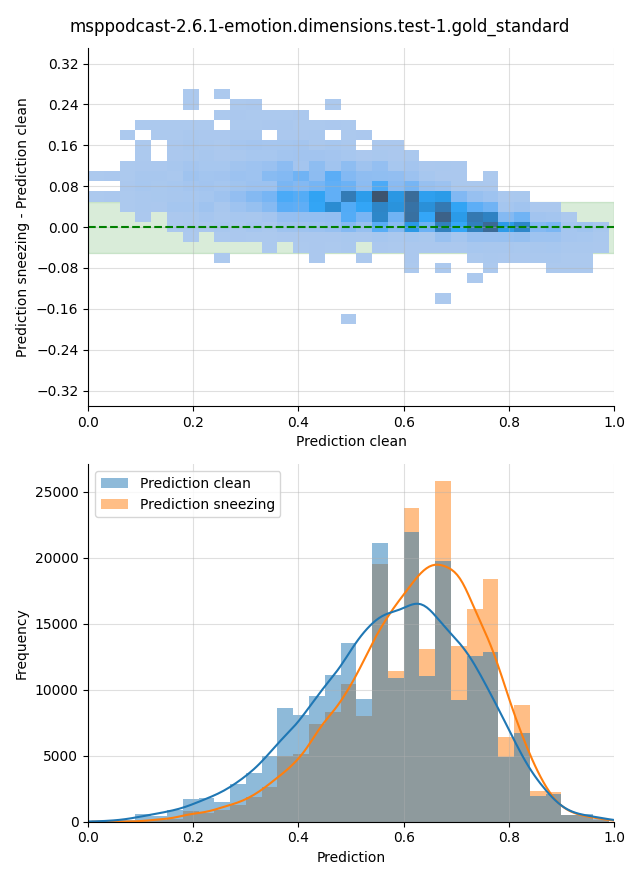 msppodcast-2.6.1-emotion.dimensions.test-1.gold_standard
0.32
0.24
0.16
0.08
0.00
−0.08
−0.16
−0.24
−0.32
Prediction sneezing - Prediction clean
0.0 0.2 0.4 0.6 0.8 1.0
Prediction clean
Prediction clean
Prediction sneezing
25000
20000
15000
10000
5000
0
Frequency
0.0 0.2 0.4 0.6 0.8 1.0
Prediction